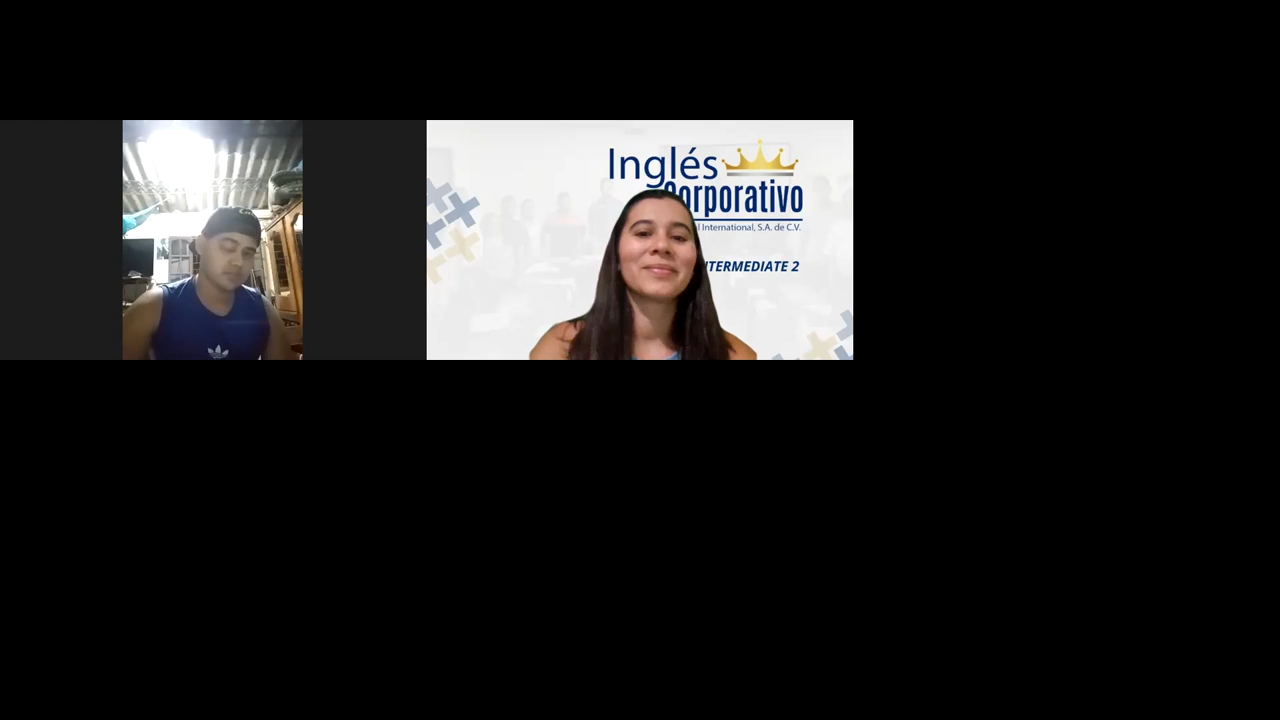 Inglés
Corporativo
l International, S.A. de C.V.
NTERMEDIATE 2